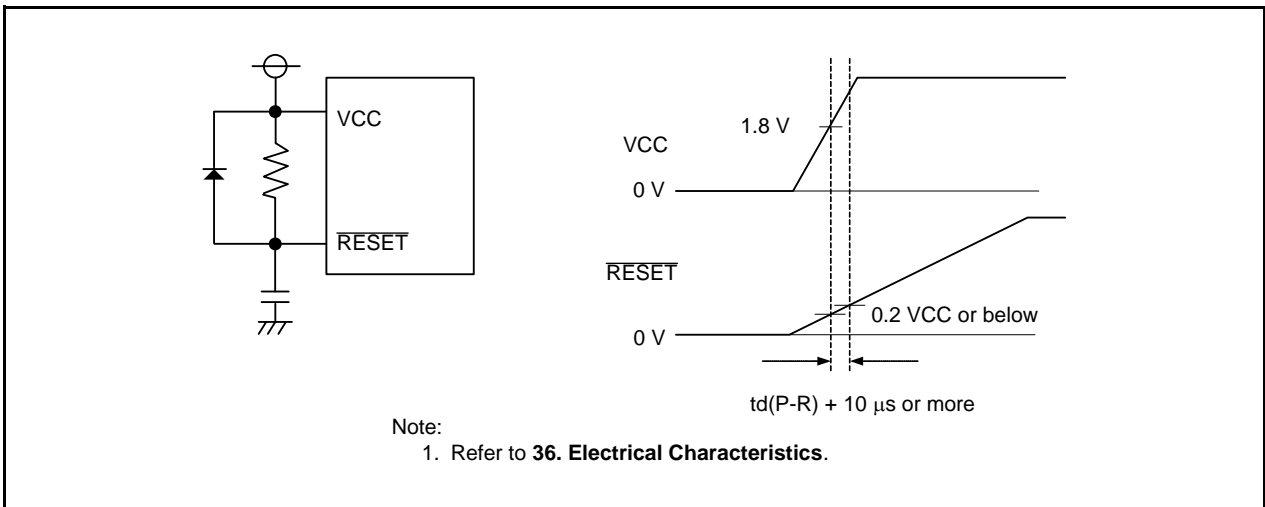 VCC
RESET
VCC
1.8 V
0 V
RESET
0.2 VCC or below
0 V
td(P-R) + 10 μs or more
Note:
1. Refer to 36. Electrical Characteristics.